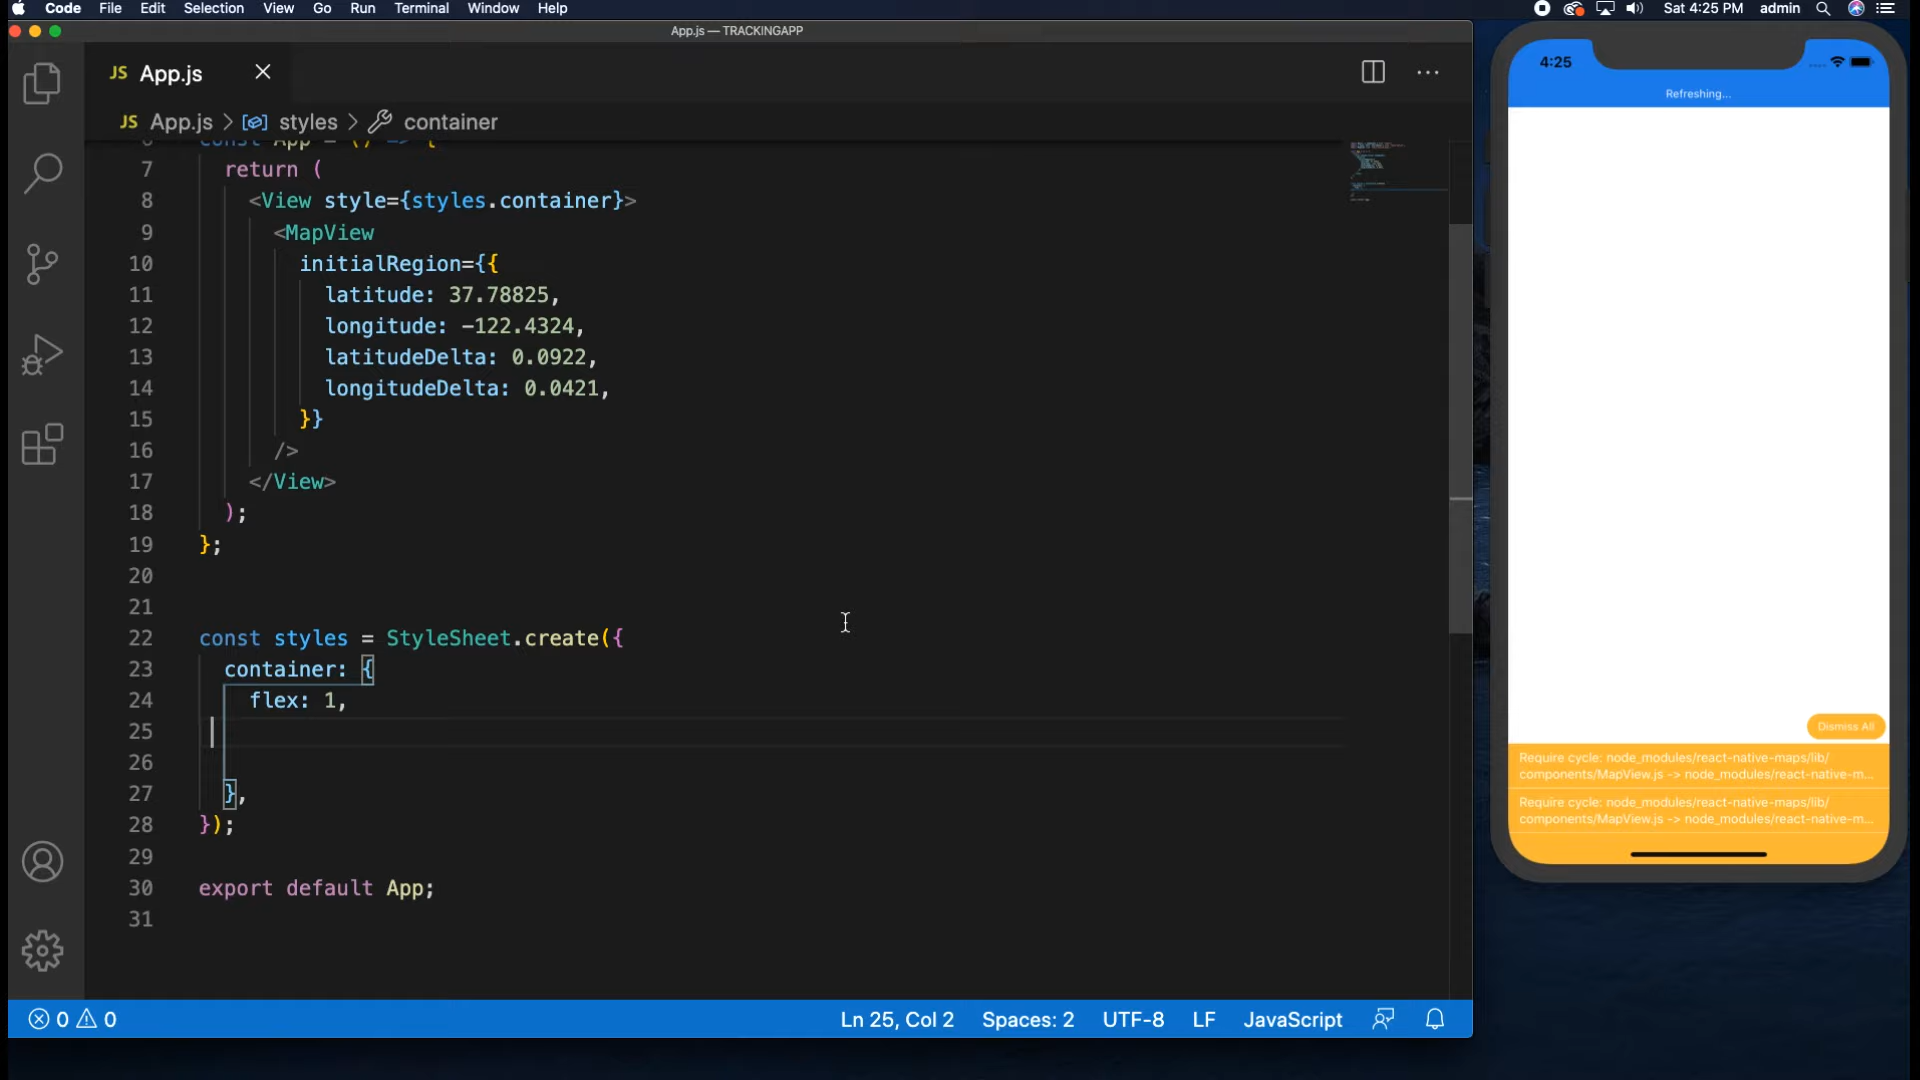 Code File Edit Selection View Go Run Terminal Window Help
Sat 4:25 PM admin
App.js — TRACKINGAPP
JS App.js
JS App.js > styles > container
6 const App = () => {
7 return (
8 <View style={styles.container}>
9 <MapView
10 initialRegion={{
11 latitude: 37.78825,
12 longitude: -122.4324,
13 latitudeDelta: 0.0922,
14 longitudeDelta: 0.0421,
15 }}
16 />
17 </View>
18 );
19 };
20
21
22 const styles = StyleSheet.create({
23 container: {
24 flex: 1,
25
26
27 },
28 });
29
30 export default App;
31
0 0
Ln 25, Col 2 Spaces: 2 UTF-8 LF JavaScript
4:25
Refreshing...
Dismiss All
Require cycle: node_modules/react-native-maps/lib/
components/MapView.js -> node_modules/react-native-m...
Require cycle: node_modules/react-native-maps/lib/
components/MapView.js -> node_modules/react-native-m...